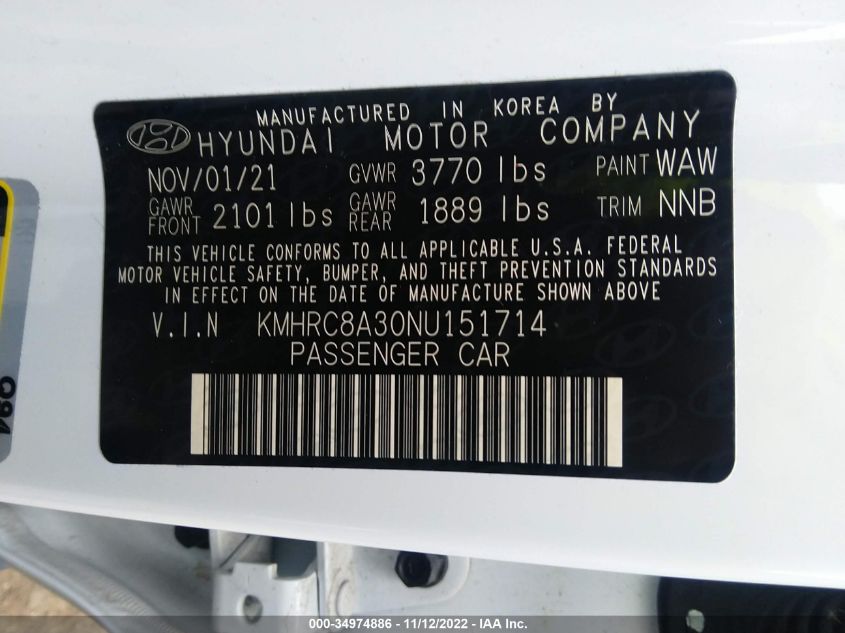 MANUFACTURED IN KOREA BY
HYUNDAI MOTOR COMPANY
NOV/01/21 GVWR 3770 lbs PAINT WAW
GAWR FRONT 2101 lbs GAWR REAR 1889 lbs TRIM NNB
THIS VEHICLE CONFORMS TO ALL APPLICABLE U.S.A. FEDERAL
MOTOR VEHICLE SAFETY, BUMPER, AND THEFT PREVENTION STANDARDS
IN EFFECT ON THE DATE OF MANUFACTURE SHOWN ABOVE
V.I.N KMHRC8A30NU151714
PASSENGER CAR
000-34974886 - 11/12/2022 - IAA Inc.